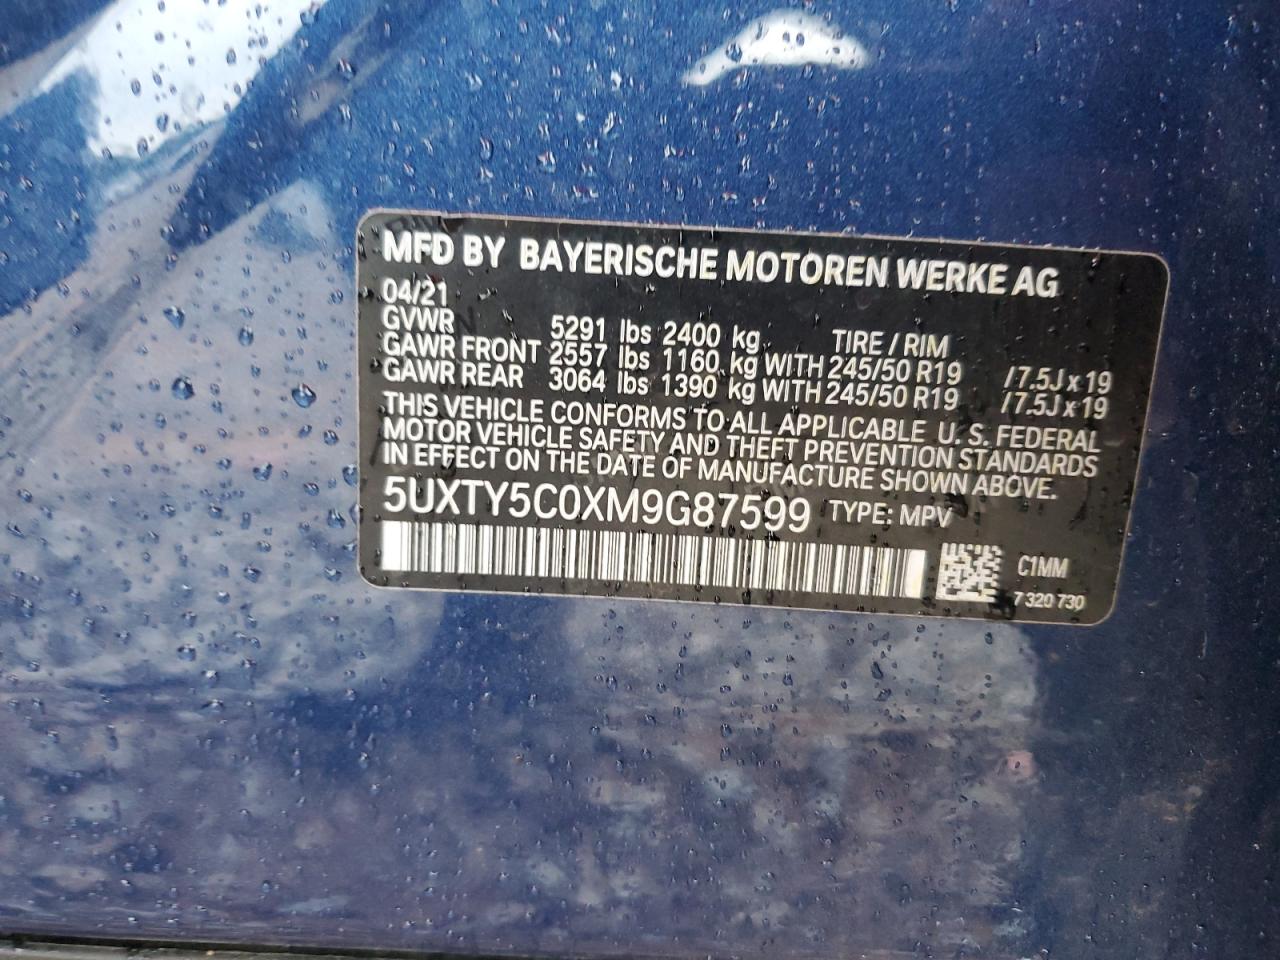 MFD BY BAYERISCHE MOTOREN WERKE AG
04/21
GVWR 5291 lbs 2400 kg TIRE / RIM
GAWR FRONT 2557 lbs 1160 kg WITH 245/50 R19 / 7.5J x 19
GAWR REAR 3064 lbs 1390 kg WITH 245/50 R19 / 7.5J x 19
THIS VEHICLE CONFORMS TO ALL APPLICABLE U. S. FEDERAL
MOTOR VEHICLE SAFETY AND THEFT PREVENTION STANDARDS
IN EFFECT ON THE DATE OF MANUFACTURE SHOWN ABOVE.
5UXTY5C0XM9G87599 TYPE: MPV
C1MM
7 320 730